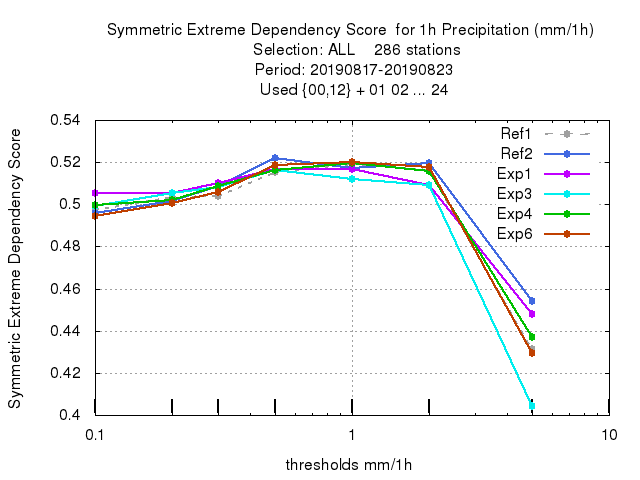 Symmetric Extreme Dependency Score for 1h Precipitation (mm/1h)
Selection: ALL 286 stations
Period: 20190817-20190823
Used {00,12} + 01 02 ... 24
Symmetric Extreme Dependency Score
0.54
0.52
0.5
0.48
0.46
0.44
0.42
0.4
Ref1
Ref2
Exp1
Exp3
Exp4
Exp6
0.1
1
10
thresholds mm/1h